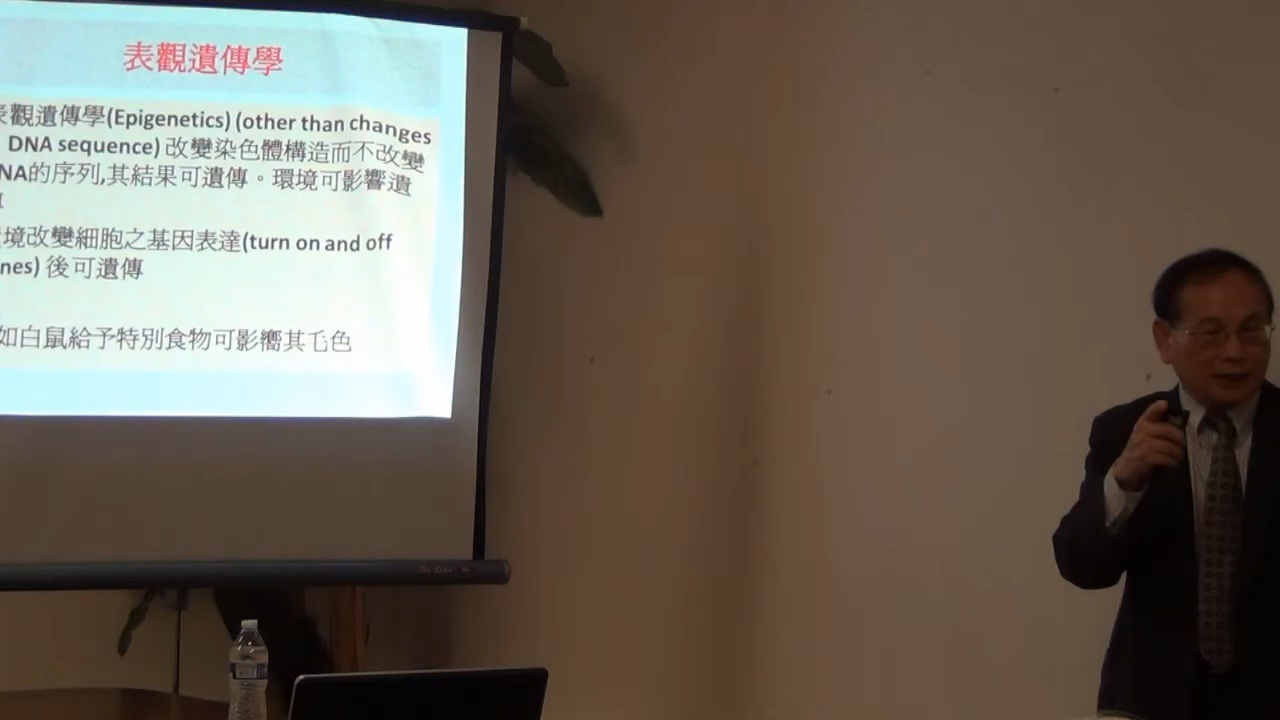 表觀遺傳學
表觀遺傳學(Epigenetics) (other than changes
DNA sequence) 改變染色體構造而不改變
NA的序列,其結果可遺傳。環境可影響遺
境改變細胞之基因表達(turn on and off
nes) 後可遺傳
如白鼠給予特別食物可影嚮其毛色